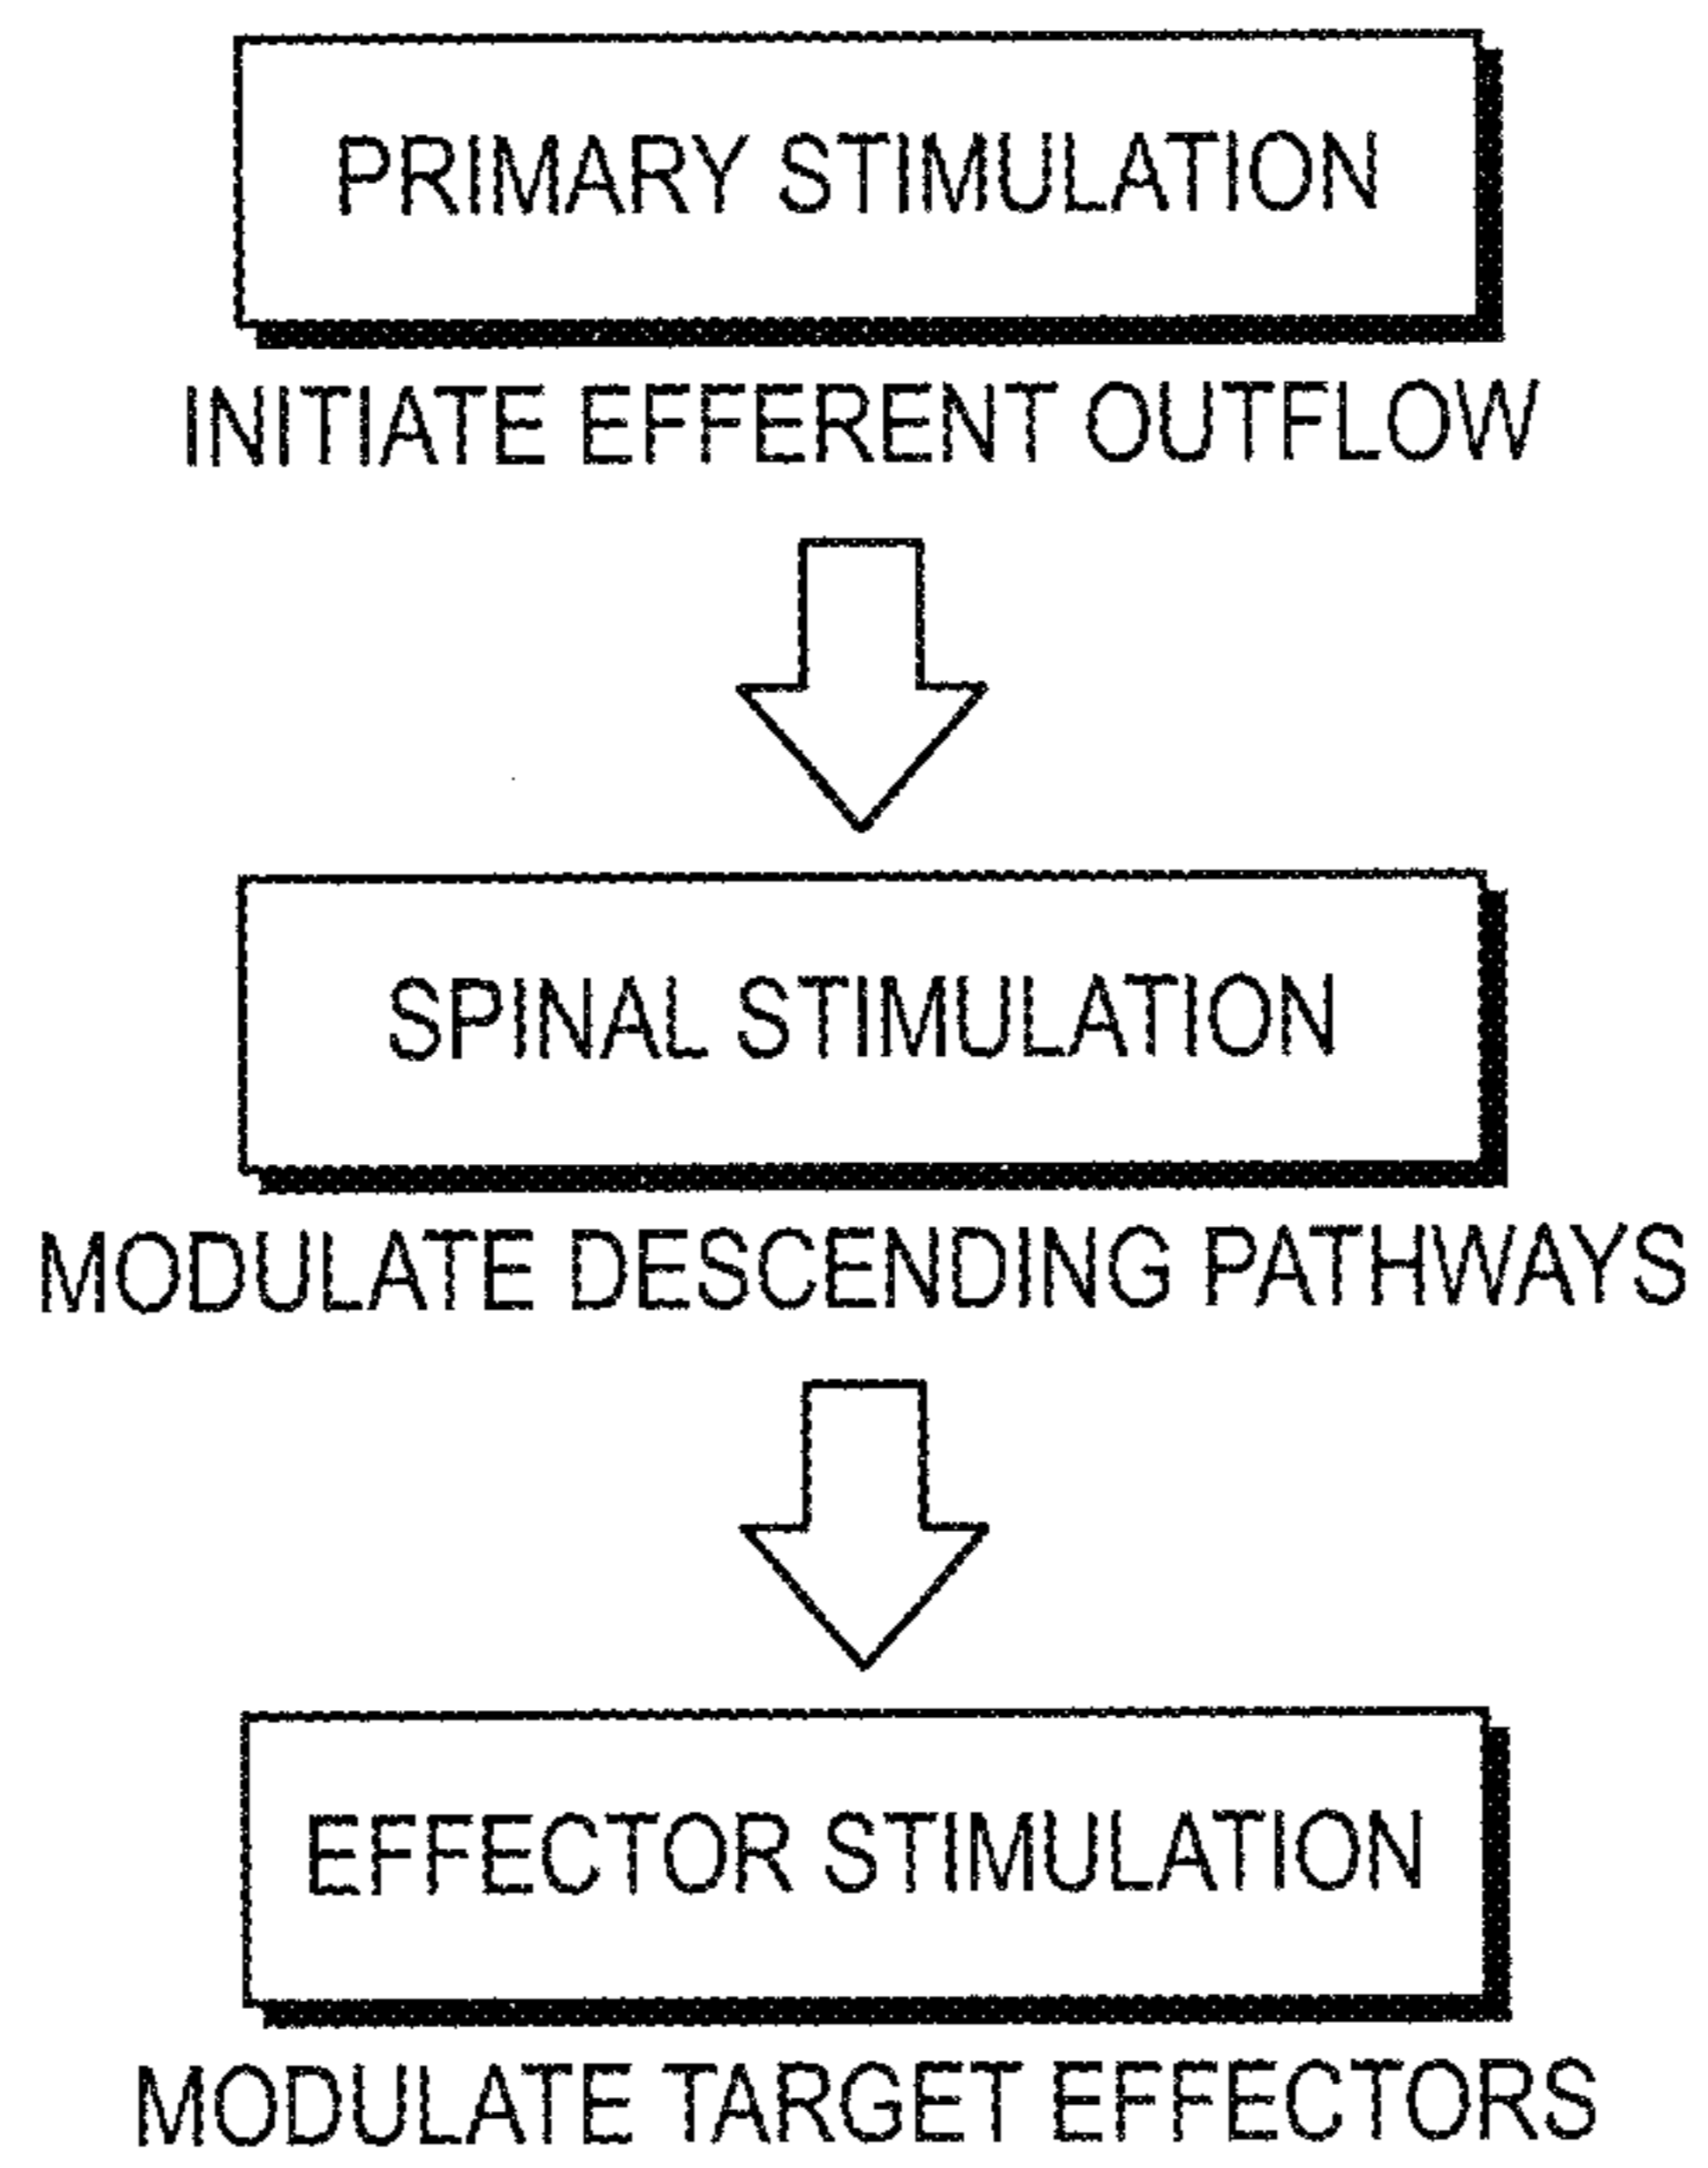 PRIMARY STIMULATION
INITIATE EFFERENT OUTFLOW
SPINAL STIMULATION
MODULATE DESCENDING PATHWAYS
EFFECTOR STIMULATION
MODULATE TARGET EFFECTORS